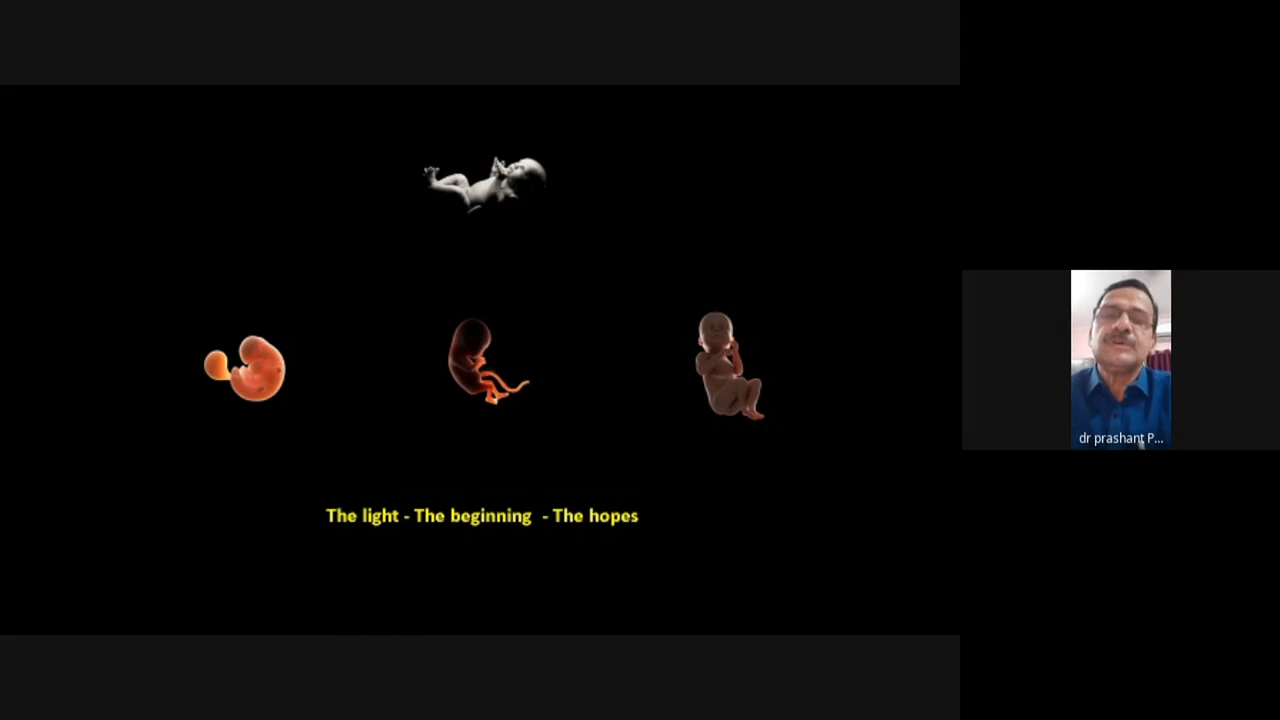 The light - The beginning  - The hopes
dr prashant P...